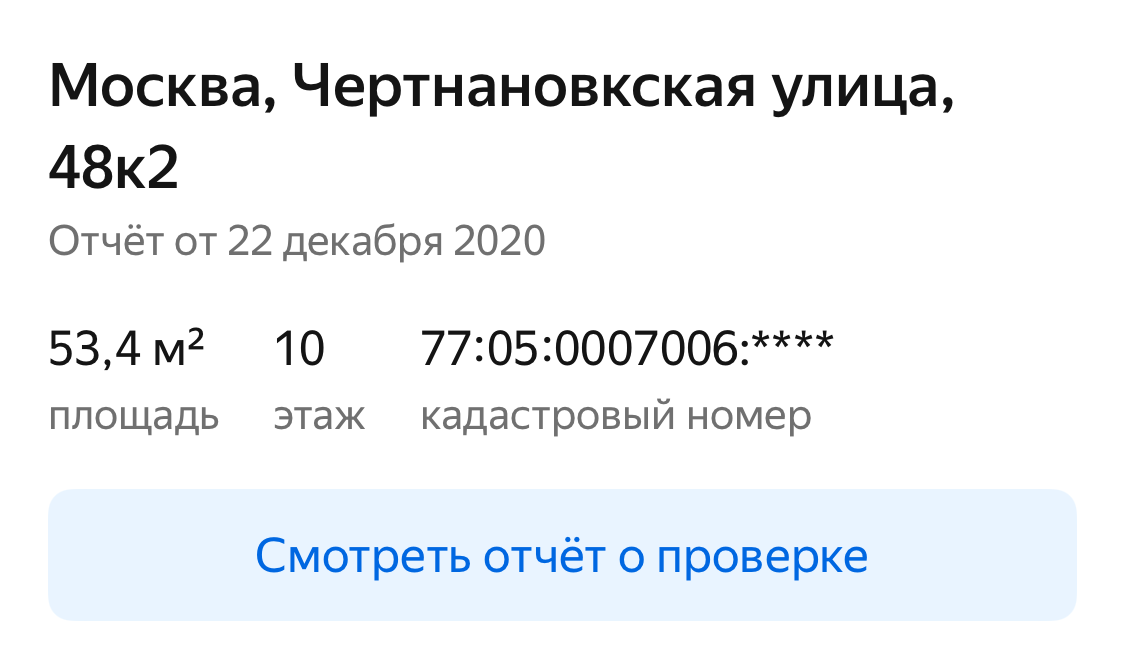 Москва, Чертнановкская улица,
48к2
Отчёт от 22 декабря 2020
53,4 м² 10 77:05:0007006:****
площадь этаж кадастровый номер
Смотреть отчёт о проверке